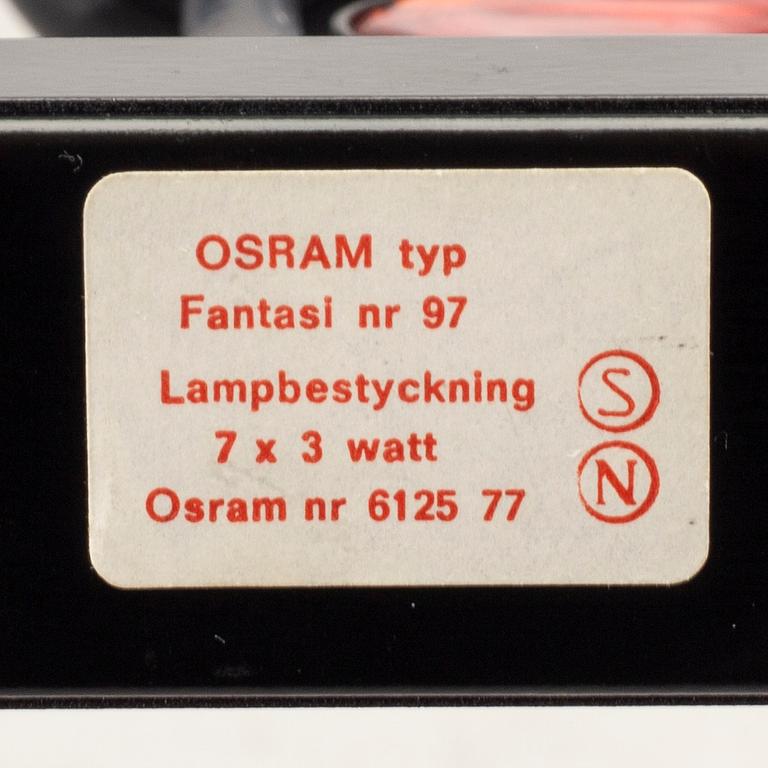 OSRAM typ
Fantasi nr 97
Lampbestyckning
7 x 3 watt
Osram nr 6125 77
S
N